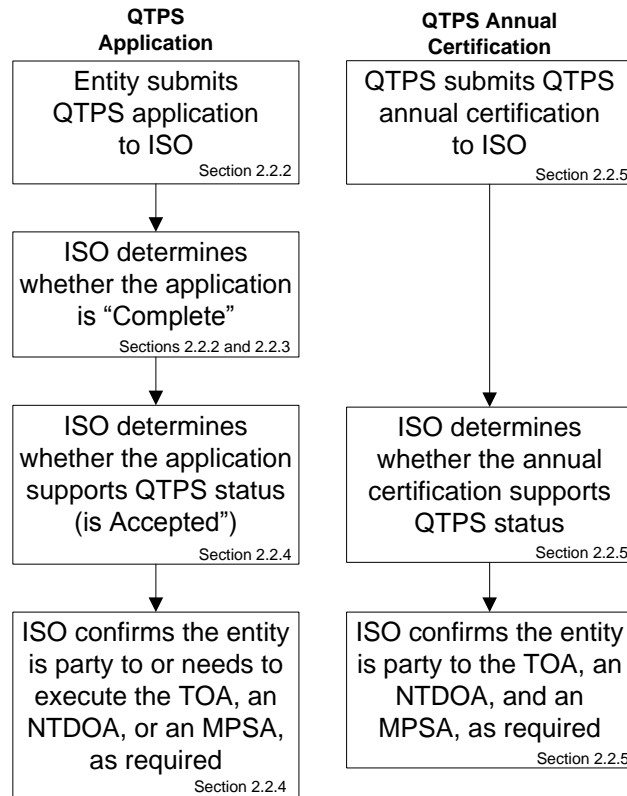 QTPS
Application
Entity submits
QTPS application
to ISO
Section 2.2.2
ISO determines
whether the application
is “Complete”
Sections 2.2.2 and 2.2.3
ISO determines
whether the application
supports QTPS status
(is Accepted”)
Section 2.2.4
ISO confirms the entity
is party to or needs to
execute the TOA, an
NTDOA, or an MPSA,
as required
Section 2.2.4
QTPS Annual
Certification
QTPS submits QTPS
annual certification
to ISO
Section 2.2.5
ISO determines
whether the annual
certification supports
QTPS status
Section 2.2.5
ISO confirms the entity
is party to the TOA, an
NTDOA, and an
MPSA, as required
Section 2.2.5